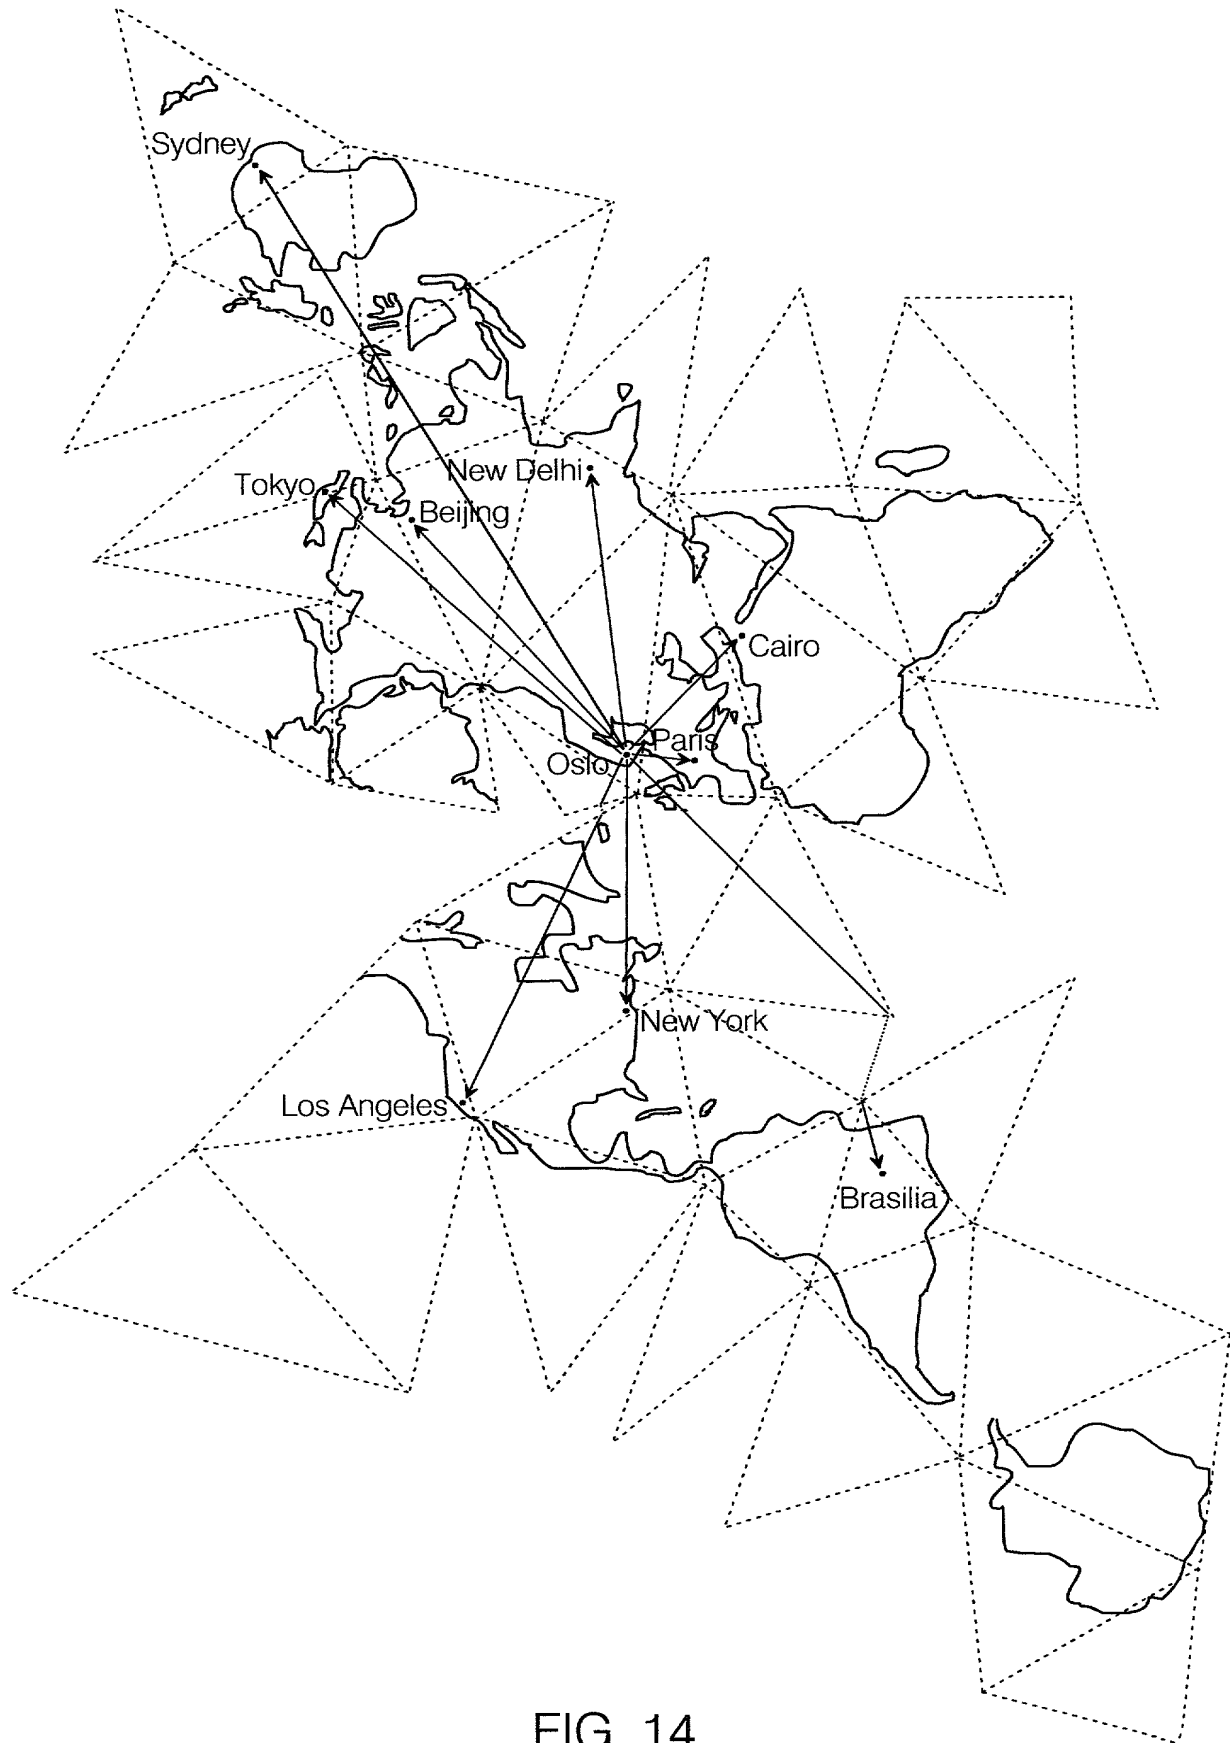 Sydney
New Delhi
Tokyo
Beijing
Cairo
Paris
Oslo
New York
Los Angeles
Brasilia
FIG. 14